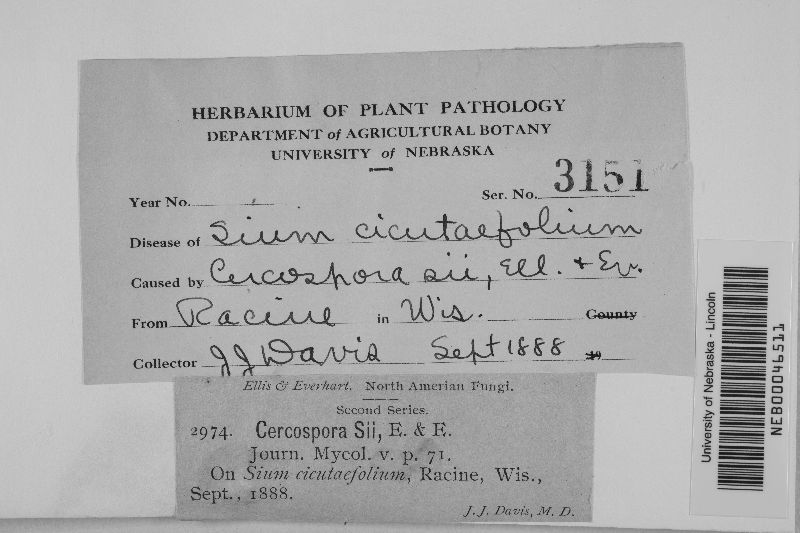 HERBARIUM OF PLANT PATHOLOGY
DEPARTMENT of AGRICULTURAL BOTANY
UNIVERSITY of NEBRASKA
Year No.
Ser. No. 3151
Disease of Sium cicutaefolium
Caused by Cercospora sii, Ell. & Ev.
From Racine in Wis. County
Collector JJ Davis Sept 1888 19
Ellis & Everhart. North Amerian Fungi.
Second Series.
2974. Cercospora Sii, E. & E.
Journ. Mycol. v. p. 71.
On Sium cicutaefolium, Racine, Wis.,
Sept., 1888.
J. J. Davis, M. D.
University of Nebraska - Lincoln
NEB00046511